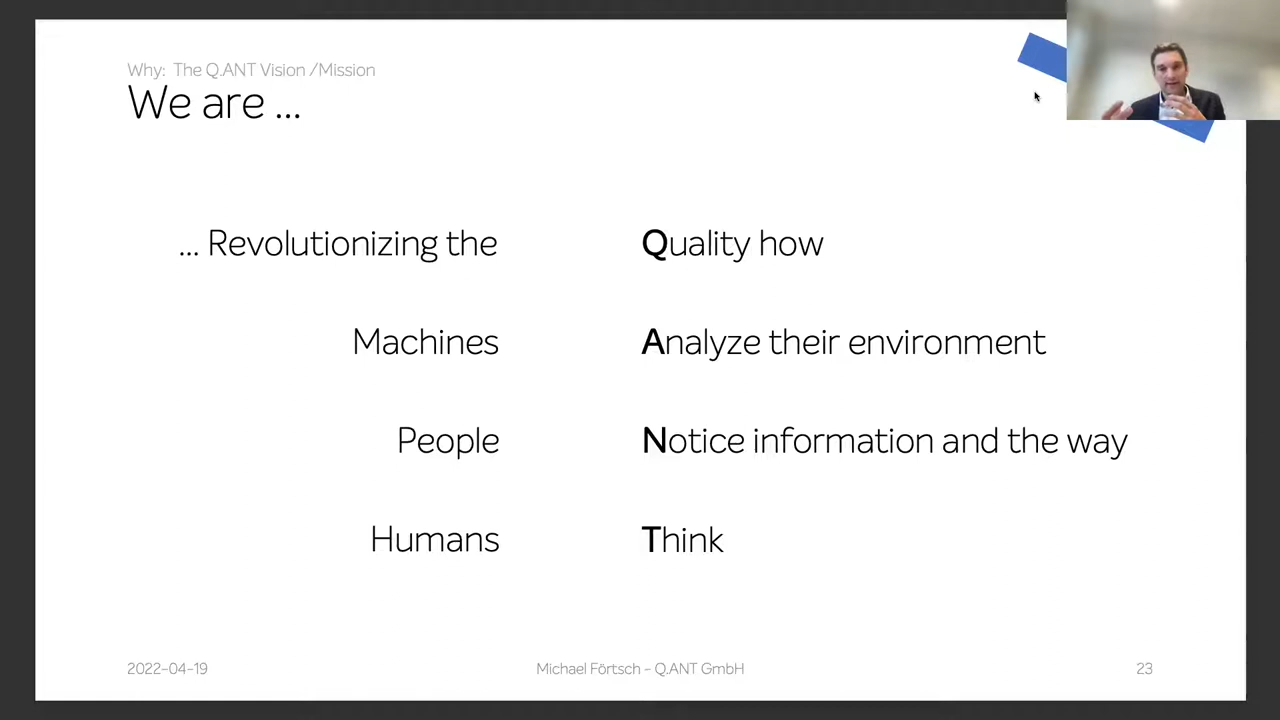 Why: The Q.ANT Vision /Mission
We are ...
... Revolutionizing the Quality how
Machines Analyze their environment
People Notice information and the way
Humans Think
2022-04-19 Michael Förtsch - Q.ANT GmbH 23